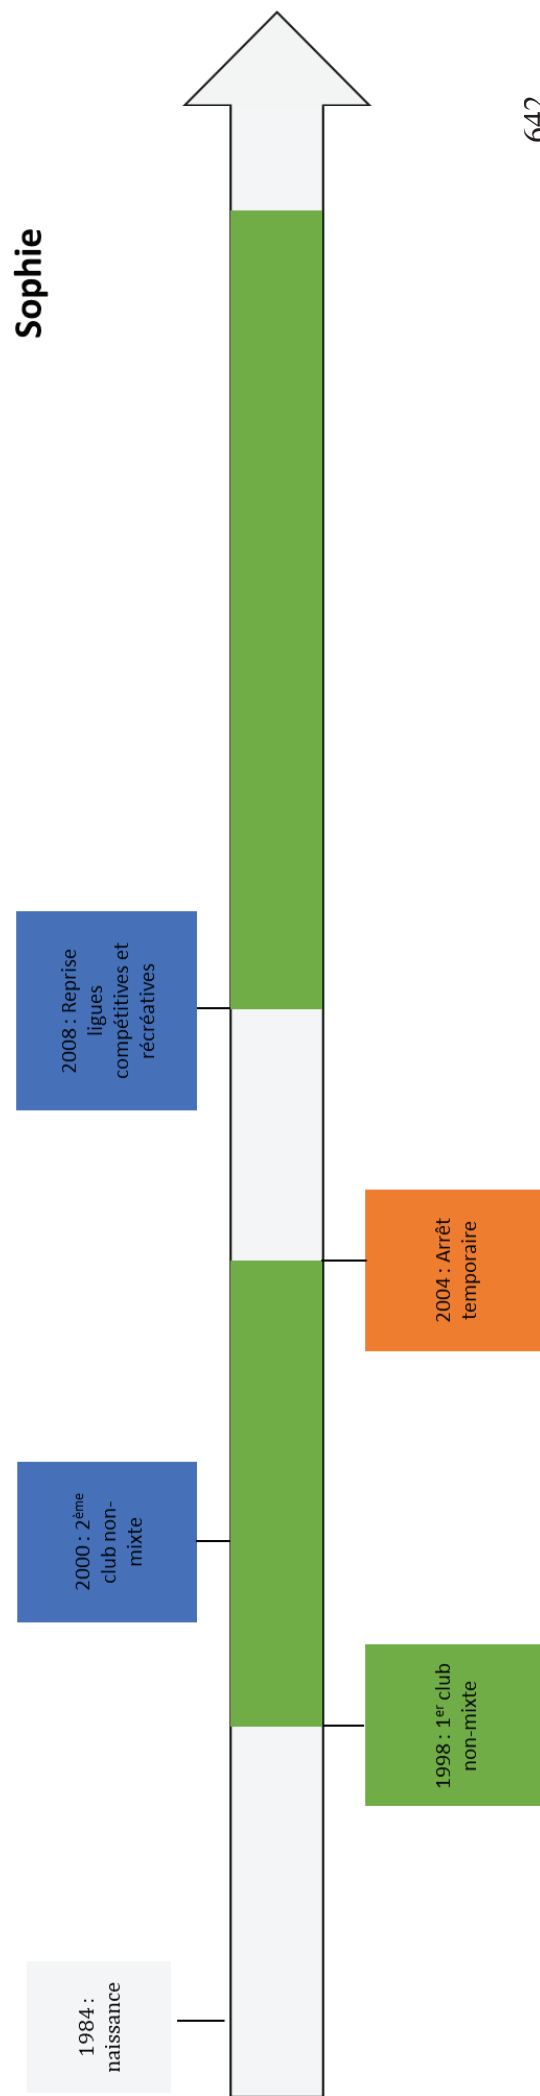 Sophie
1984 :
naissance
2000 : 2ème
club non-
mixte
2008 : Reprise
ligues
compétitives et
récréatives
1998 : 1er club
non-mixte
2004 : Arrêt
temporaire
642